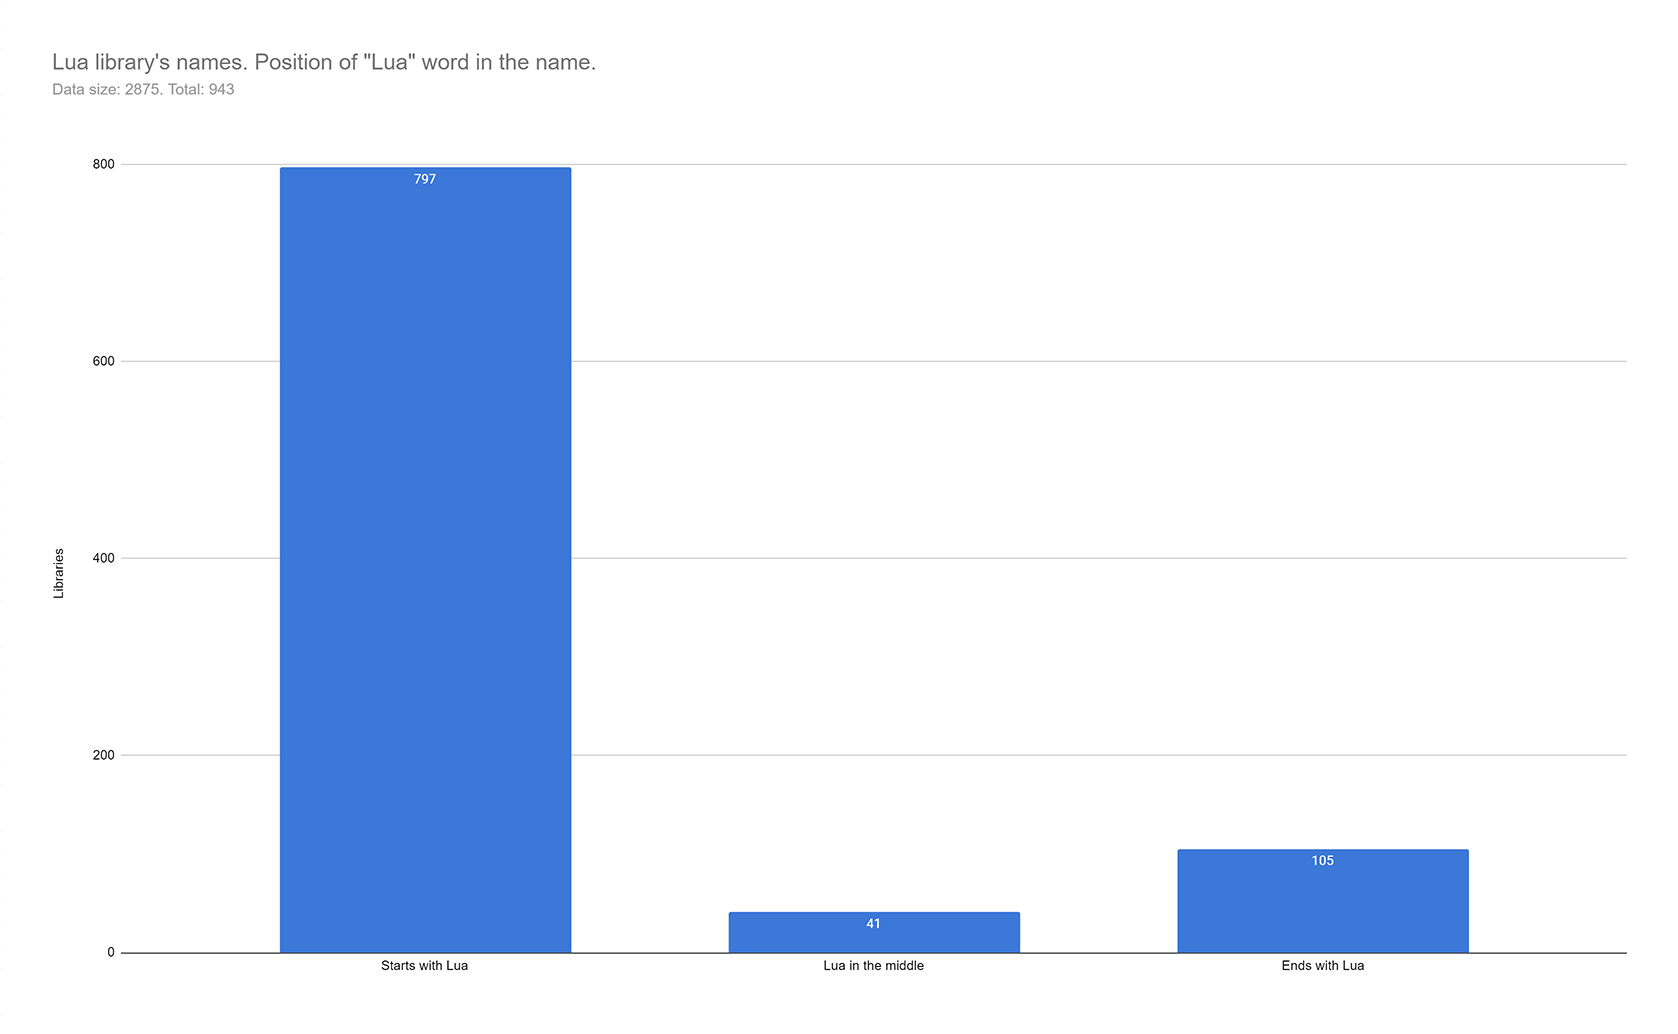 Lua library's names. Position of "Lua" word in the name.
Data size: 2875. Total: 943
800
797
600
400
Libraries
200
105
41
0
Starts with Lua
Lua in the middle
Ends with Lua